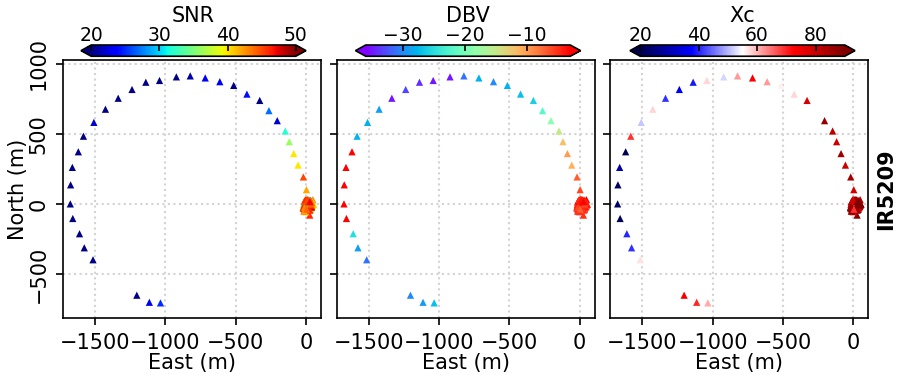 SNR
DBV
Xc
20 30 40 50
−30 −20 −10
20 40 60 80
North (m)
1000
500
0
−500
−1500 −1000 −500 0
−1500 −1000 −500 0
−1500 −1000 −500 0
East (m)
East (m)
East (m)
IR5209